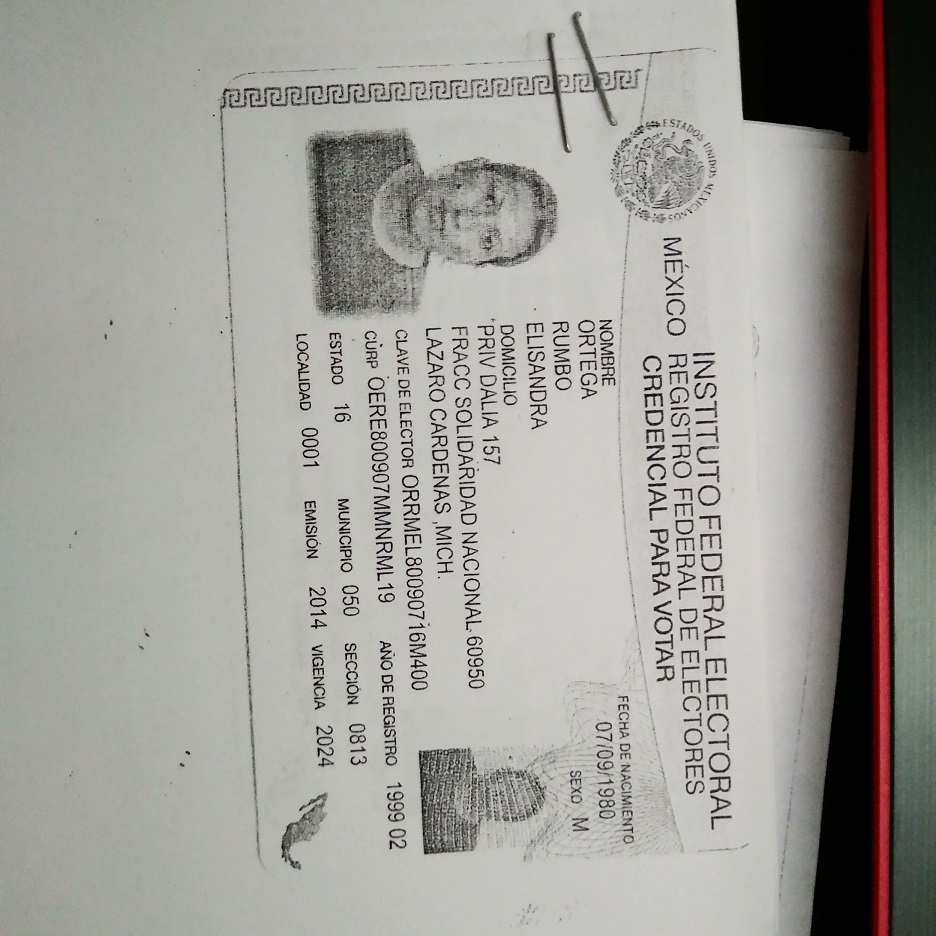 ESTADOS UNIDOS MEXICANOS
MÉXICO
INSTITUTO FEDERAL ELECTORAL
REGISTRO FEDERAL DE ELECTORES
CREDENCIAL PARA VOTAR
NOMBRE
ORTEGA
RUMBO
ELISANDRA
FECHA DE NACIMIENTO
07/09/1980
SEXO M
DOMICILIO
PRIV DALIA 157
FRACC SOLIDARIDAD NACIONAL 60950
LAZARO CARDENAS ,MICH.
CLAVE DE ELECTOR ORRMEL80090716M400
CURP OERE800907MMNRML19 AÑO DE REGISTRO 1999 02
ESTADO 16 MUNICIPIO 050 SECCIÓN 0813
LOCALIDAD 0001 EMISIÓN 2014 VIGENCIA 2024